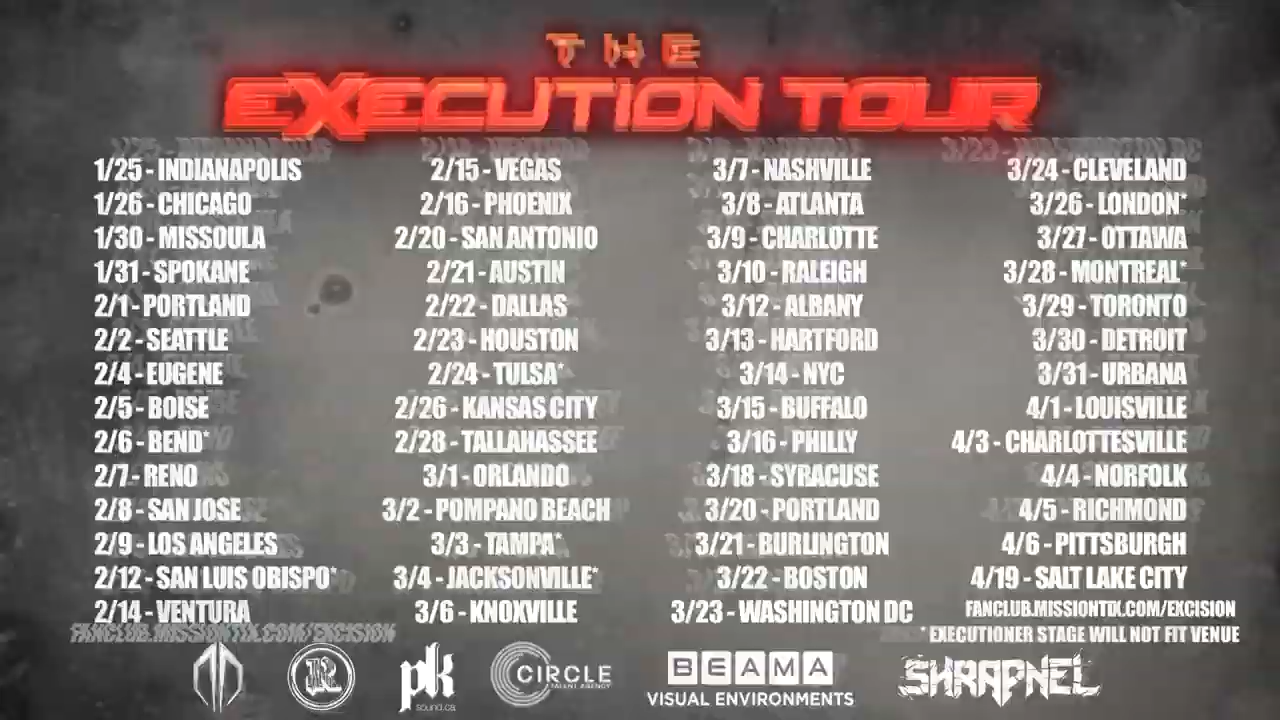 THE
EXECUTION TOUR
1/25 - INDIANAPOLIS
1/26 - CHICAGO
1/30 - MISSOULA
1/31 - SPOKANE
2/1 - PORTLAND
2/2 - SEATTLE
2/4 - EUGENE
2/5 - BOISE
2/6 - BEND*
2/7 - RENO
2/8 - SAN JOSE
2/9 - LOS ANGELES
2/12 - SAN LUIS OBISPO*
2/14 - VENTURA
2/15 - VEGAS
2/16 - PHOENIX
2/20 - SAN ANTONIO
2/21 - AUSTIN
2/22 - DALLAS
2/23 - HOUSTON
2/24 - TULSA*
2/26 - KANSAS CITY
2/28 - TALLAHASSEE
3/1 - ORLANDO
3/2 - POMPANO BEACH
3/3 - TAMPA*
3/4 - JACKSONVILLE*
3/6 - KNOXVILLE
3/7 - NASHVILLE
3/8 - ATLANTA
3/9 - CHARLOTTE
3/10 - RALEIGH
3/12 - ALBANY
3/13 - HARTFORD
3/14 - NYC
3/15 - BUFFALO
3/16 - PHILLY
3/18 - SYRACUSE
3/20 - PORTLAND
3/21 - BURLINGTON
3/22 - BOSTON
3/23 - WASHINGTON DC
3/24 - CLEVELAND
3/26 - LONDON*
3/27 - OTTAWA
3/28 - MONTREAL*
3/29 - TORONTO
3/30 - DETROIT
3/31 - URBANA
4/1 - LOUISVILLE
4/3 - CHARLOTTESVILLE
4/4 - NORFOLK
4/5 - RICHMOND
4/6 - PITTSBURGH
4/19 - SALT LAKE CITY
FANCLUB.MISSIONTIX.COM/EXCISION
* EXECUTIONER STAGE WILL NOT FIT VENUE
FANCLUB.MISSIONTIX.COM/EXCISION
pk
sound.ca
CIRCLE
TALENT AGENCY
BEAMA
VISUAL ENVIRONMENTS
SHRAPNEL